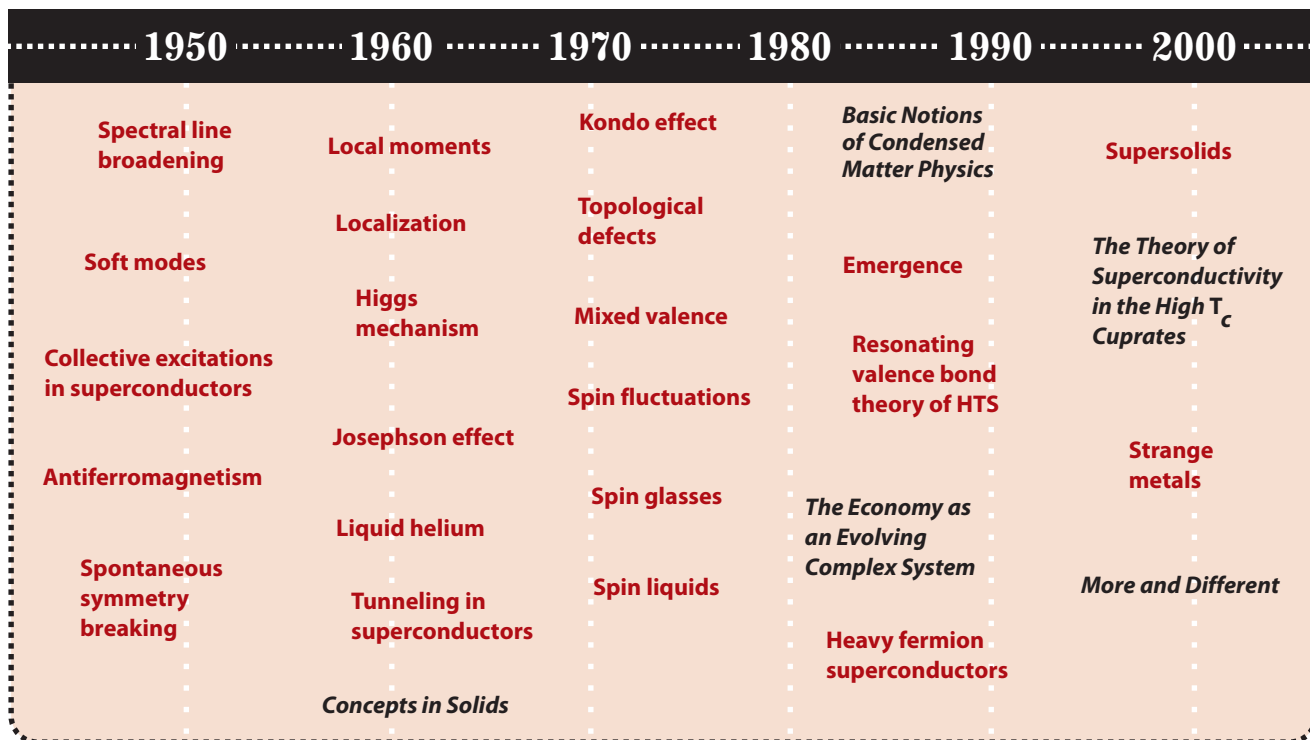 1950 1960 1970 1980 1990 2000
Spectral line
broadening
Soft modes
Collective excitations
in superconductors
Antiferromagnetism
Spontaneous
symmetry
breaking
Local moments
Localization
Higgs
mechanism
Josephson effect
Liquid helium
Tunneling in
superconductors
Concepts in Solids
Kondo effect
Topological
defects
Mixed valence
Spin fluctuations
Spin glasses
Spin liquids
Basic Notions
of Condensed
Matter Physics
Emergence
Resonating
valence bond
theory of HTS
The Economy as
an Evolving
Complex System
Heavy fermion
superconductors
Supersolids
The Theory of
Superconductivity
in the High Tc
Cuprates
Strange
metals
More and Different